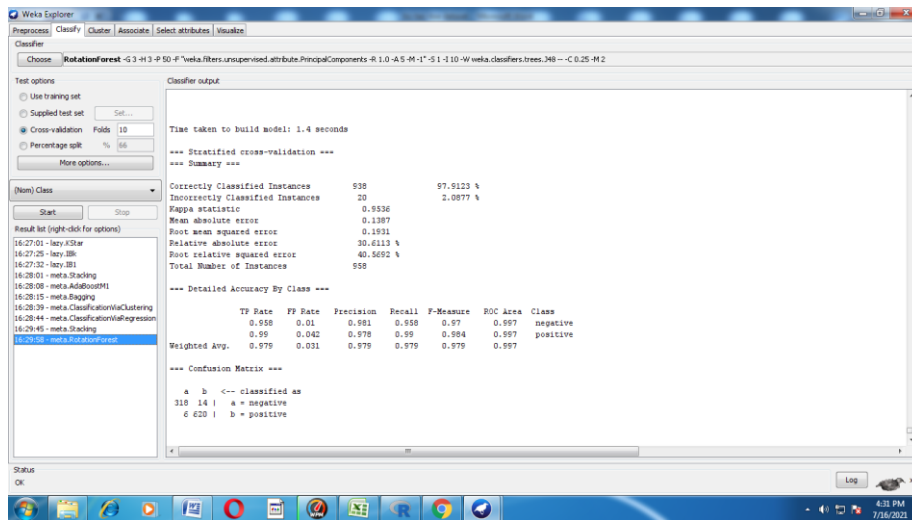 Weka Explorer
Preprocess Classify Cluster Associate Select attributes Visualize
Classifier
Choose RotationForest -G 3 -H 3 -P 50 -F "weka.filters.unsupervised.attribute.PrincipalComponents -R 1.0 -A 5 -M -1" -S 1 -I 10 -W weka.classifiers.trees.J48 -- -C 0.25 -M 2
Test options
Use training set
Supplied test set Set...
Cross-validation Folds 10
Percentage split % 66
More options...
(Nom) Class
Start Stop
Result list (right-click for options)
16:27:01 - lazy.KStar
16:27:25 - lazy.IBk
16:27:32 - lazy.IB1
16:28:01 - meta.Stacking
16:28:08 - meta.AdaBoostM1
16:28:15 - meta.Bagging
16:28:39 - meta.ClassificationViaClustering
16:28:44 - meta.ClassificationViaRegression
16:29:45 - meta.Stacking
16:29:58 - meta.RotationForest
Classifier output
Time taken to build model: 1.4 seconds
=== Stratified cross-validation ===
=== Summary ===
Correctly Classified Instances 938 97.9123 %
Incorrectly Classified Instances 20 2.0877 %
Kappa statistic 0.9536
Mean absolute error 0.1387
Root mean squared error 0.1931
Relative absolute error 30.6113 %
Root relative squared error 40.5692 %
Total Number of Instances 958
=== Detailed Accuracy By Class ===
TP Rate FP Rate Precision Recall F-Measure ROC Area Class
0.958 0.01 0.981 0.958 0.97 0.997 negative
0.99 0.042 0.978 0.99 0.984 0.997 positive
Weighted Avg. 0.979 0.031 0.979 0.979 0.979 0.997
=== Confusion Matrix ===
a b <-- classified as
318 14 | a = negative
6 620 | b = positive
Status
OK
Log
x
4:31 PM
7/16/2021